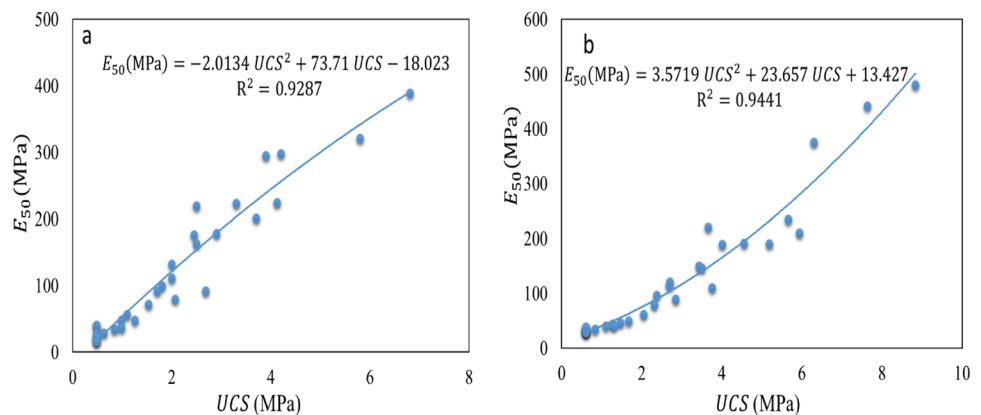 a
E₅₀(MPa) = −2.0134 UCS² + 73.71 UCS − 18.023
R² = 0.9287
500
400
300
200
100
0
E₅₀(MPa)
0 2 4 6 8
UCS (MPa)
b
E₅₀(MPa) = 3.5719 UCS² + 23.657 UCS + 13.427
R² = 0.9441
600
500
400
300
200
100
0
E₅₀(MPa)
0 2 4 6 8 10
UCS (MPa)